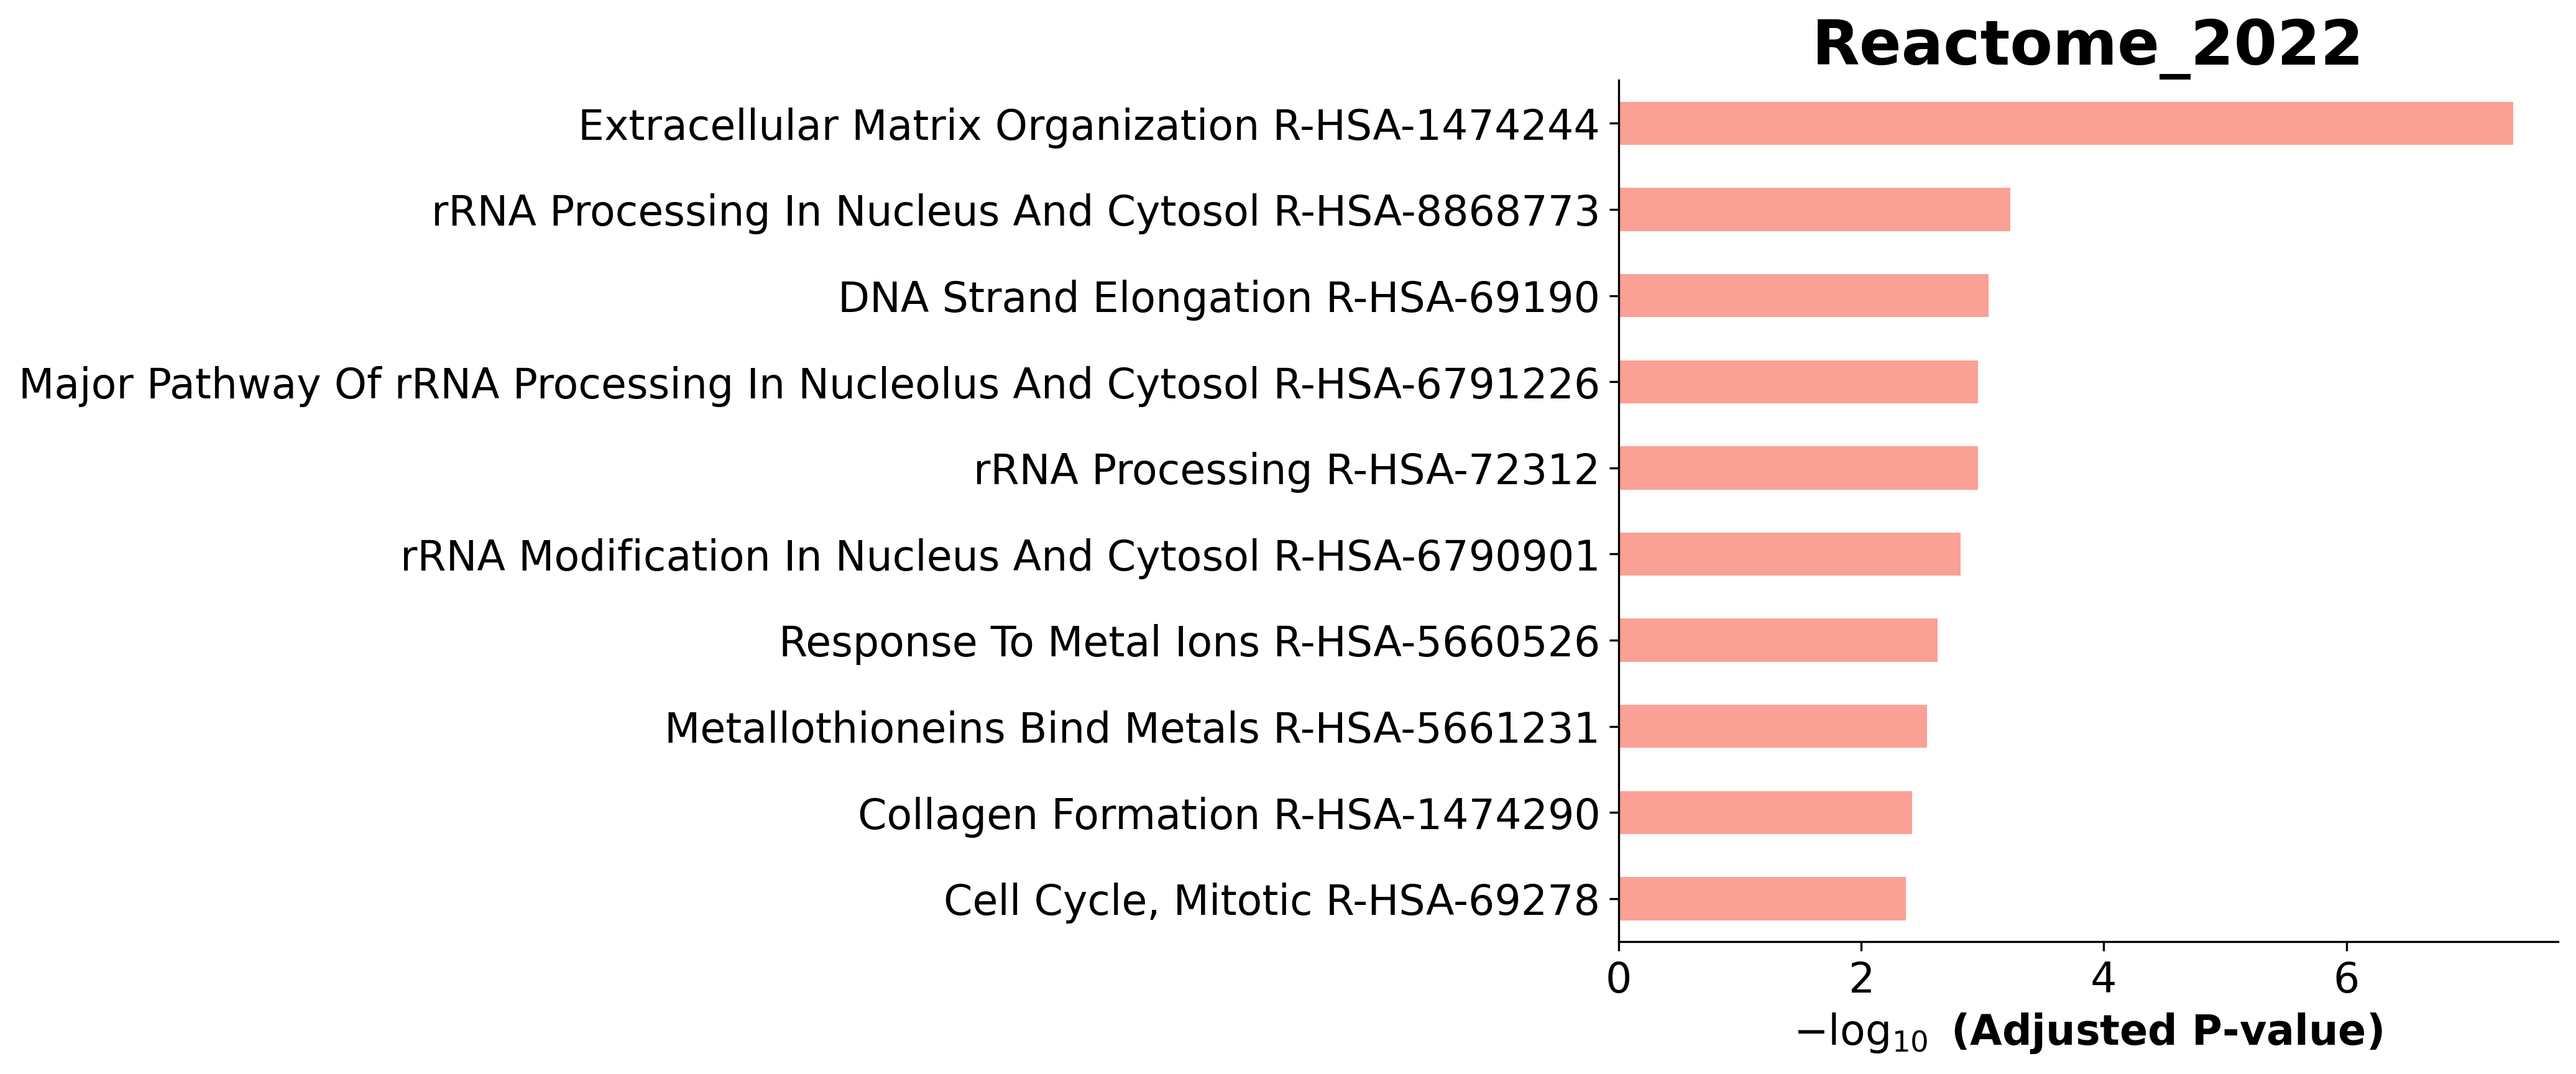 Reactome_2022
Extracellular Matrix Organization R-HSA-1474244
rRNA Processing In Nucleus And Cytosol R-HSA-8868773
DNA Strand Elongation R-HSA-69190
Major Pathway Of rRNA Processing In Nucleolus And Cytosol R-HSA-6791226
rRNA Processing R-HSA-72312
rRNA Modification In Nucleus And Cytosol R-HSA-6790901
Response To Metal Ions R-HSA-5660526
Metallothioneins Bind Metals R-HSA-5661231
Collagen Formation R-HSA-1474290
Cell Cycle, Mitotic R-HSA-69278
0 2 4 6
−log₁₀ (Adjusted P-value)